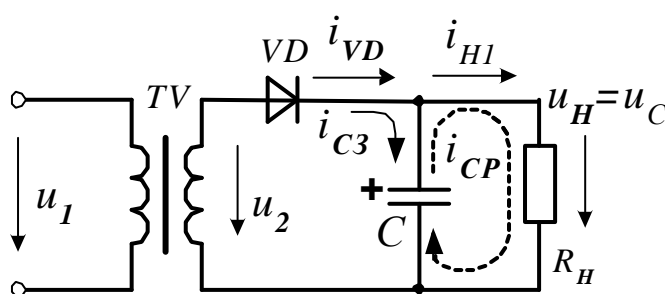 VD
i_VD
i_H1
TV
u_H=u_C
i_C3
i_CP
+
u_1
u_2
C
R_H